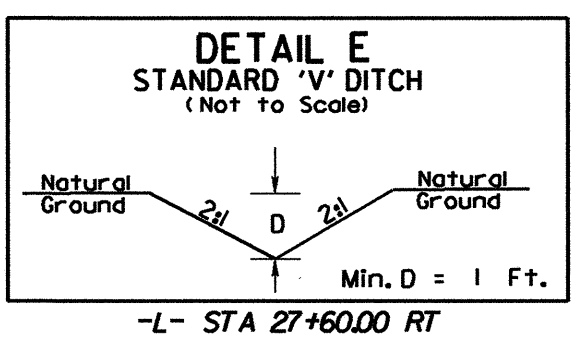 DETAIL E
STANDARD 'V' DITCH
(Not to Scale)
Natural
Ground
2:1
D
2:1
Natural
Ground
Min. D = 1 Ft.
-L- STA 27+60.00 RT